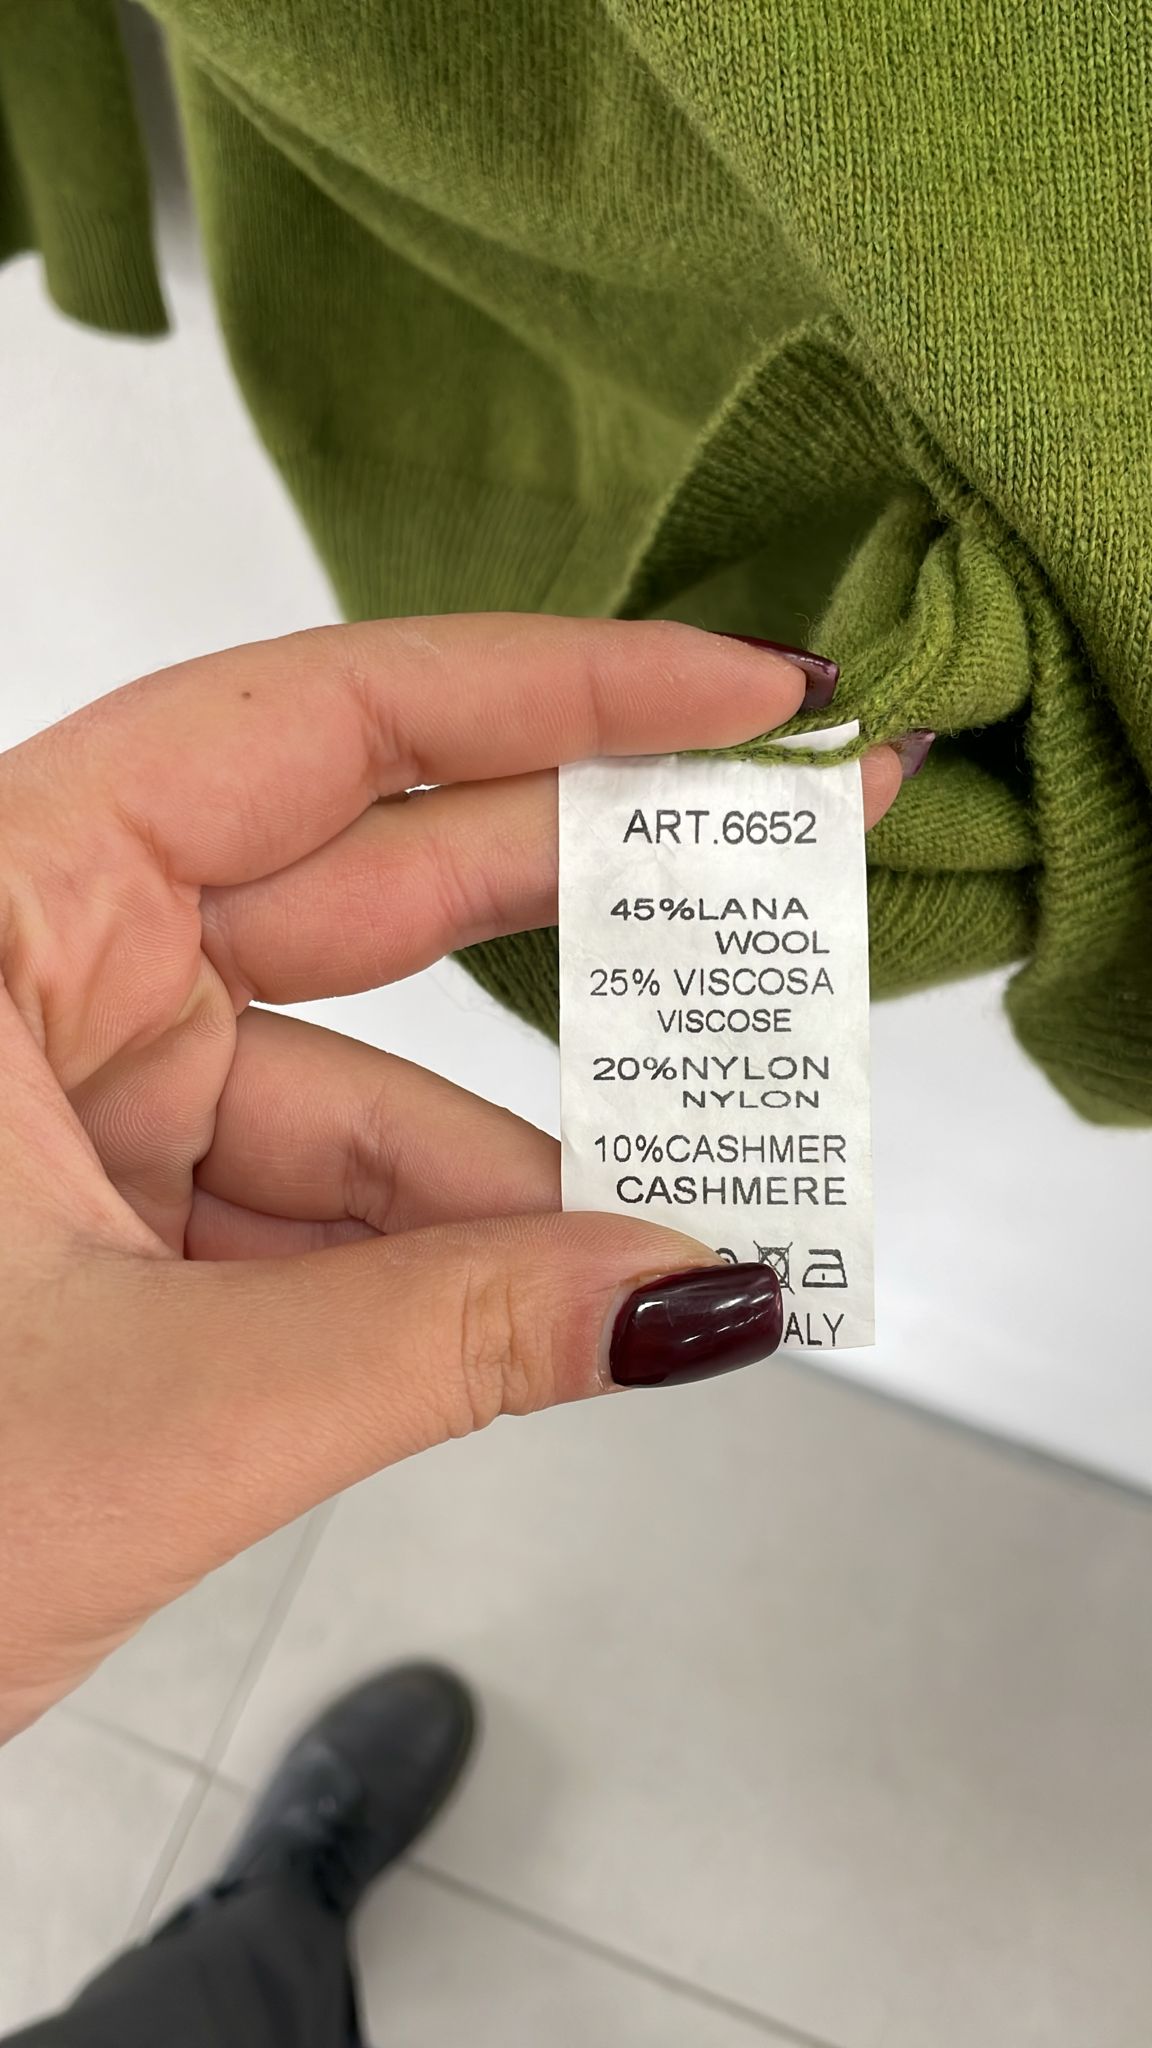 ART.6652
45%LANA
WOOL
25% VISCOSA
VISCOSE
20%NYLON
NYLON
10%CASHMER
CASHMERE